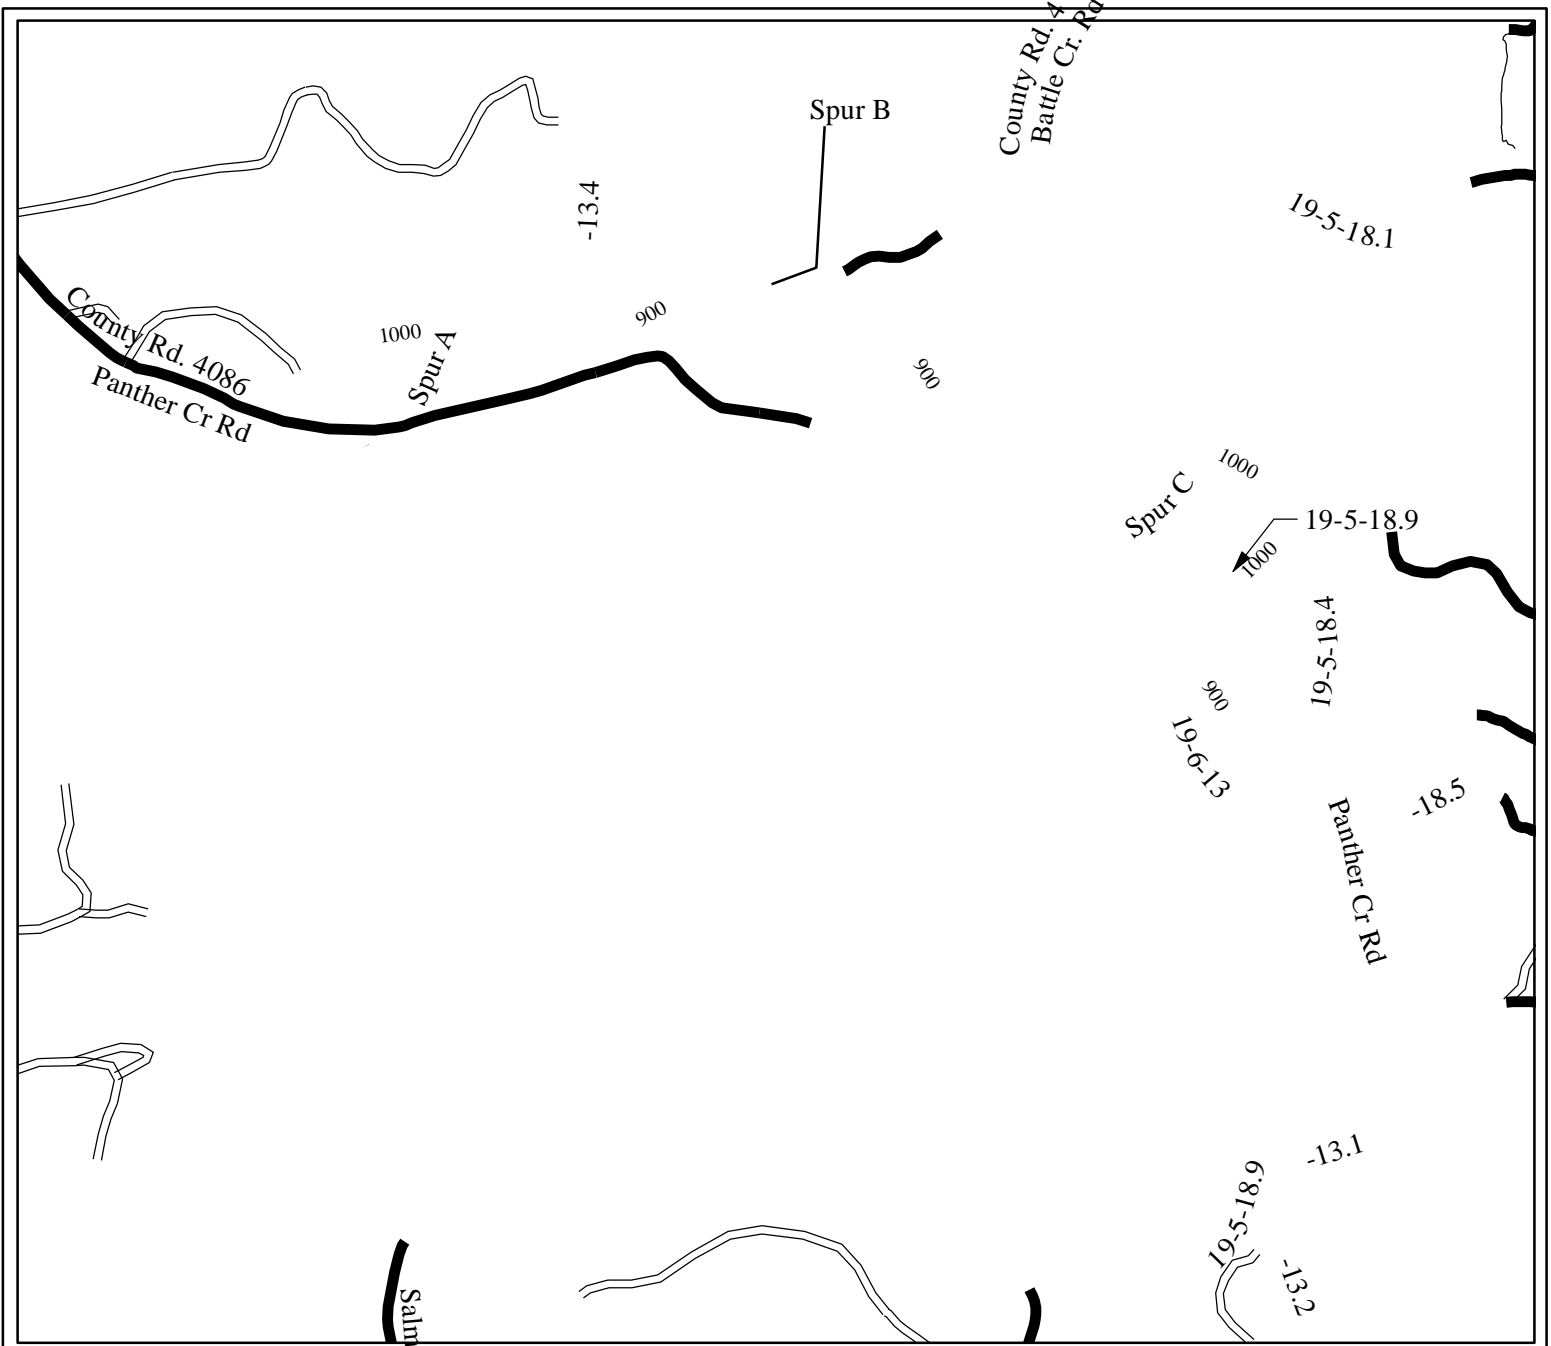 County Rd. 4
Battle Cr. Rd
Spur B
-13.4
19-5-18.1
County Rd. 4086
Panther Cr Rd
1000
Spur A
900
900
1000
Spur C
19-5-18.9
1000
19-5-18.4
900
19-6-13
-18.5
Panther Cr Rd
-13.1
19-5-18.9
-13.2
Salm